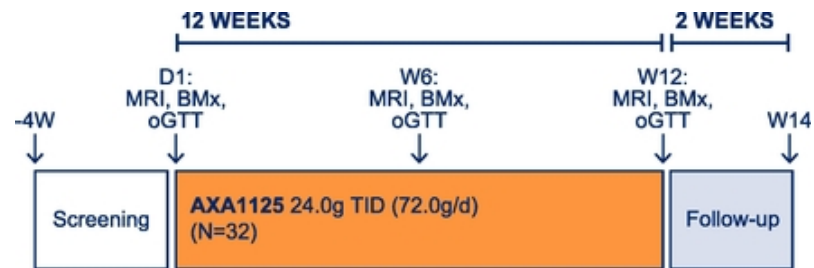 12 WEEKS
2 WEEKS
D1:
MRI, BMx,
oGTT
W6:
MRI, BMx,
oGTT
W12:
MRI, BMx,
oGTT
-4W
W14
Screening
AXA1125 24.0g TID (72.0g/d)
(N=32)
Follow-up